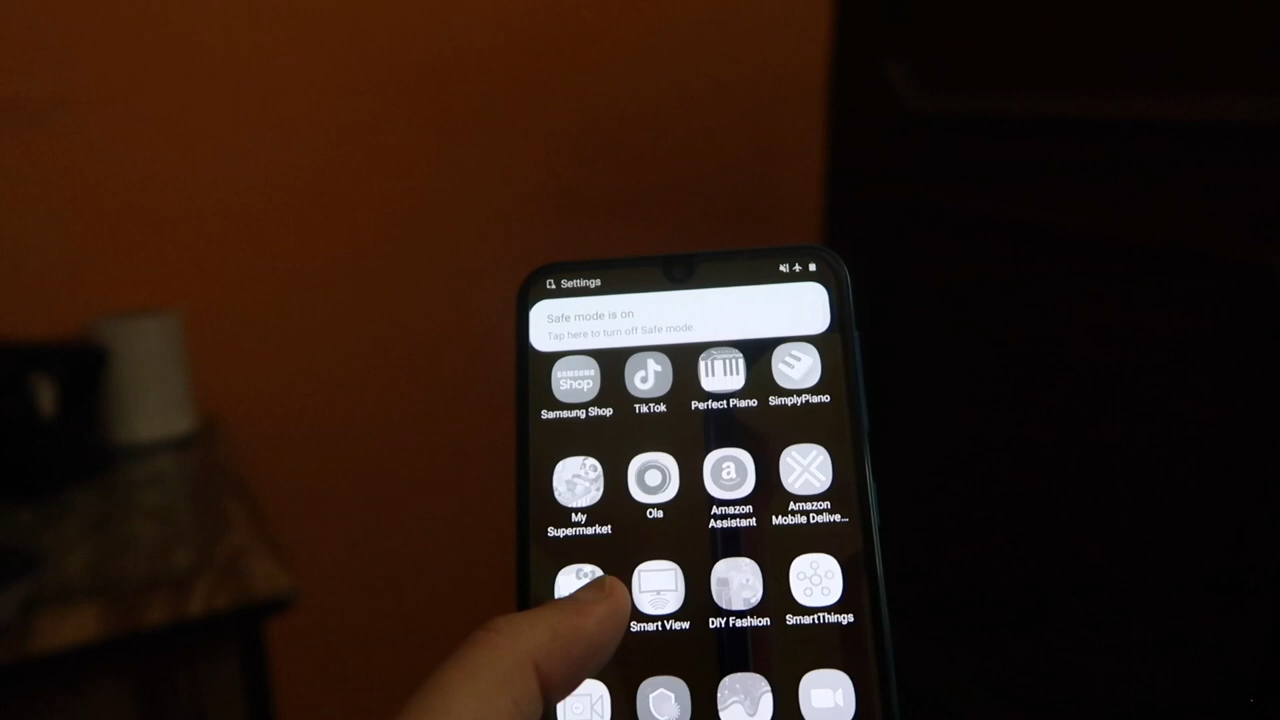 Settings
Safe mode is on
Tap here to turn off Safe mode
SAMSUNG
Shop
Samsung Shop
TikTok
Perfect Piano
SimplyPiano
My
Supermarket
Ola
a
Amazon
Assistant
Amazon
Mobile Delive...
Smart View
DIY Fashion
SmartThings